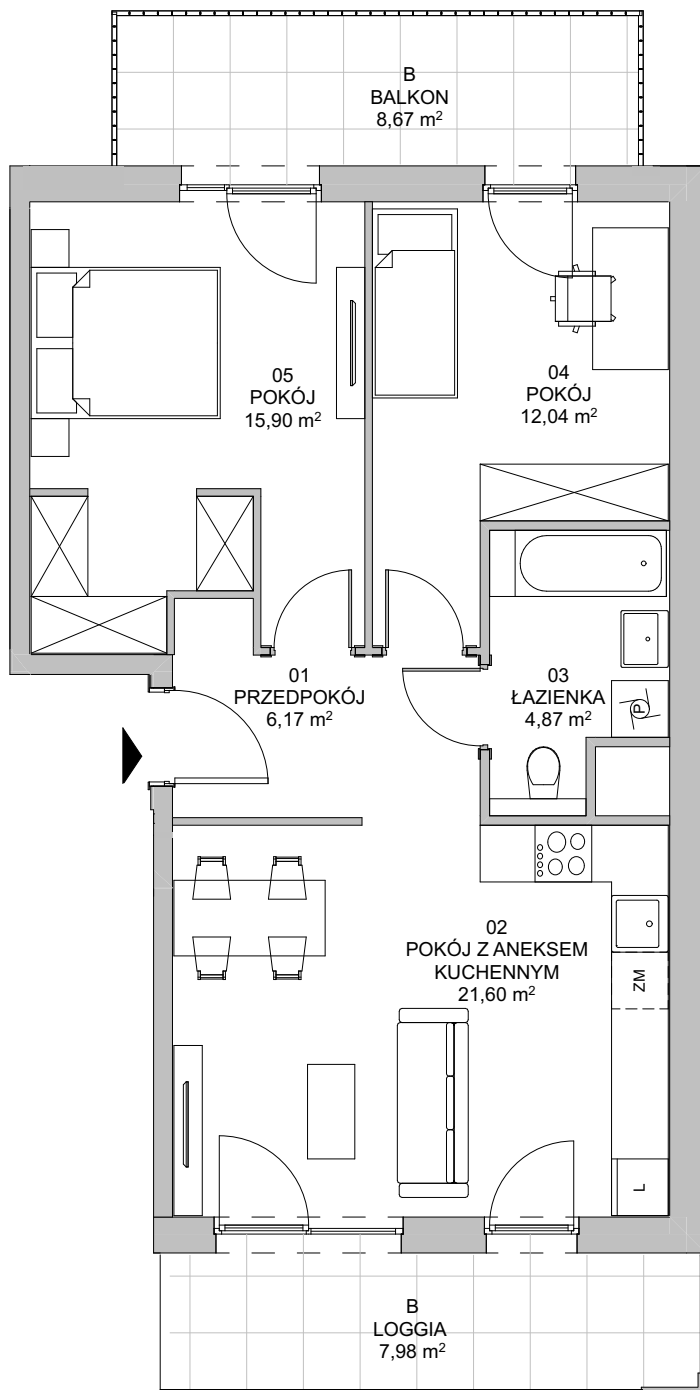 B
BALKON
8,67 m²
05
POKÓJ
15,90 m²
04
POKÓJ
12,04 m²
01
PRZEDPOKÓJ
6,17 m²
03
ŁAZIENKA
4,87 m²
P
02
POKÓJ Z ANEKSEM
KUCHENNYM
21,60 m²
ZM
L
B
LOGGIA
7,98 m²